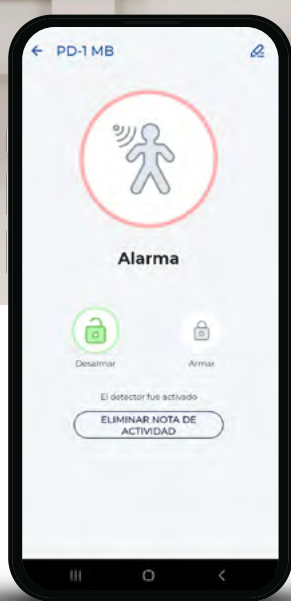 PD-1 MB
Alarma
Desarmar
Armar
El detector fue activado
ELIMINAR NOTA DE
ACTIVIDAD